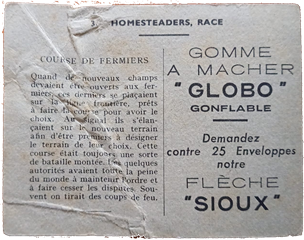 HOMESTEADERS, RACE
COURSE DE FERMIERS
Quand de nouveaux champs
devaient être ouverts aux fer-
miers, ces derniers se plaçaient
sur la ligne frontière, prêts
à faire la course pour avoir le
choix. Au signal ils s'élan-
çaient sur le nouveau terrain
afin d'être premiers à désigner
le terrain de leur choix. Cette
course était toujours une sorte
de bataille montée. Les quelques
autorités avaient toute la peine
du monde à maintenir l'ordre et
à faire cesser les disputes. Souvent
on tirait des coups de feu.
GOMME
A MACHER
"GLOBO"
GONFLABLE
Demandez
contre 25 Enveloppes
notre
FLÈCHE
"SIOUX"